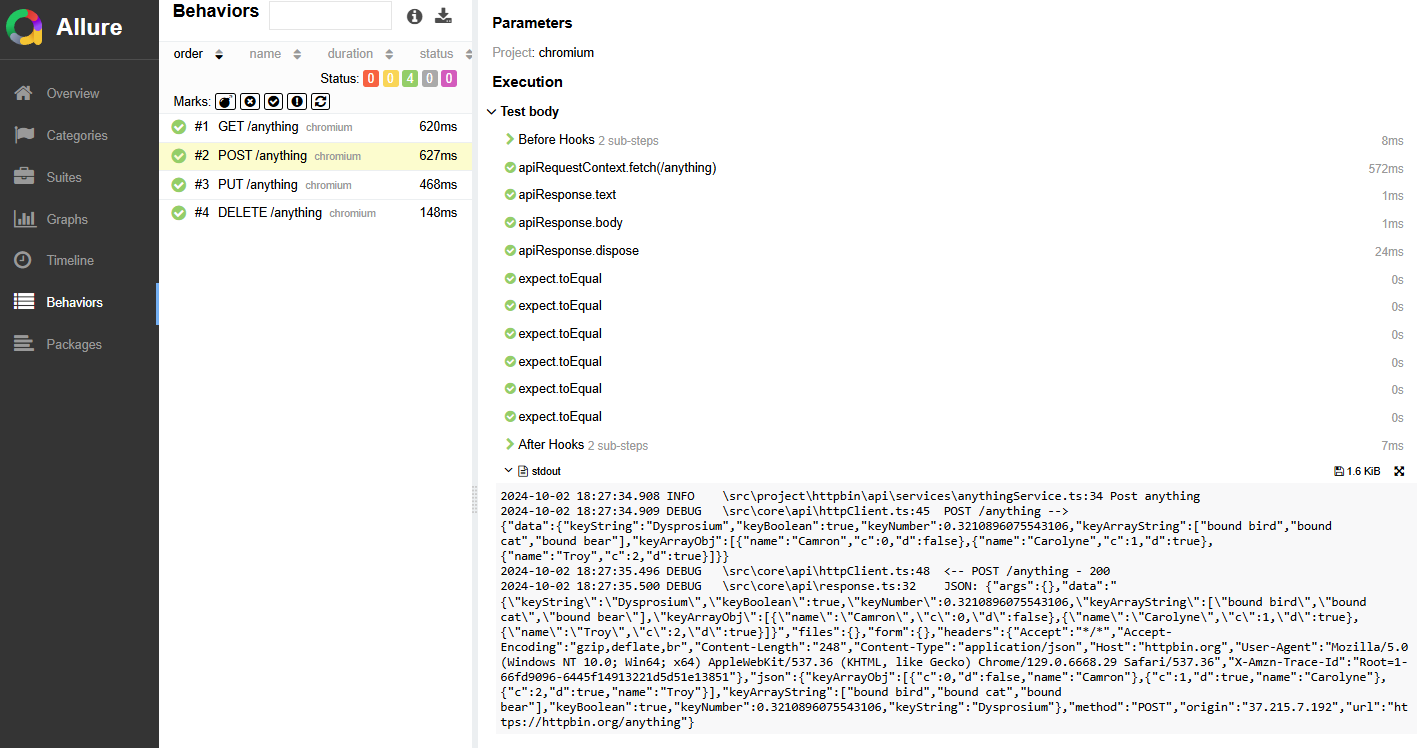 Allure
Overview
Categories
Suites
Graphs
Timeline
Behaviors
Packages
Behaviors
order name duration status
Status: 0 0 4 0 0
Marks:
#1 GET /anything chromium 620ms
#2 POST /anything chromium 627ms
#3 PUT /anything chromium 468ms
#4 DELETE /anything chromium 148ms
Parameters
Project: chromium
Execution
Test body
Before Hooks 2 sub-steps 8ms
apiRequestContext.fetch(/anything) 572ms
apiResponse.text 1ms
apiResponse.body 1ms
apiResponse.dispose 24ms
expect.toEqual 0s
expect.toEqual 0s
expect.toEqual 0s
expect.toEqual 0s
expect.toEqual 0s
expect.toEqual 0s
After Hooks 2 sub-steps 7ms
stdout 1.6 KiB
2024-10-02 18:27:34.908 INFO \src\project\httpbin\api\services\anythingService.ts:34 Post anything
2024-10-02 18:27:34.909 DEBUG \src\core\api\httpClient.ts:45 POST /anything -->
{"data":{"keyString":"Dysprosium","keyBoolean":true,"keyNumber":0.3210896075543106,"keyArrayString":["bound bird","bound
cat","bound bear"],"keyArrayObj":[{"name":"Camron","c":0,"d":false},{"name":"Carolyne","c":1,"d":true},
{"name":"Troy","c":2,"d":true}]}}
2024-10-02 18:27:35.496 DEBUG \src\core\api\httpClient.ts:48 <-- POST /anything - 200
2024-10-02 18:27:35.500 DEBUG \src\core\api\response.ts:32 JSON: {"args":{},"data":"
{\"keyString\":\"Dysprosium\",\"keyBoolean\":true,\"keyNumber\":0.3210896075543106,\"keyArrayString\":[\"bound bird\",\"bound
cat\",\"bound bear\"],\"keyArrayObj\":[{\"name\":\"Camron\",\"c\":0,\"d\":false},{\"name\":\"Carolyne\",\"c\":1,\"d\":true},
{\"name\":\"Troy\",\"c\":2,\"d\":true}]}","files":{},"form":{},"headers":{"Accept":"*/*","Accept-
Encoding":"gzip,deflate,br","Content-Length":"248","Content-Type":"application/json","Host":"httpbin.org","User-Agent":"Mozilla/5.0
(Windows NT 10.0; Win64; x64) AppleWebKit/537.36 (KHTML, like Gecko) Chrome/129.0.6668.29 Safari/537.36","X-Amzn-Trace-Id":"Root=1-
66fd9096-6445f14913221d5d51e13851"},"json":{"keyArrayObj":[{"c":0,"d":false,"name":"Camron"},{"c":1,"d":true,"name":"Carolyne"},
{"c":2,"d":true,"name":"Troy"}],"keyArrayString":["bound bird","bound cat","bound
bear"],"keyBoolean":true,"keyNumber":0.3210896075543106,"keyString":"Dysprosium"},"method":"POST","origin":"37.215.7.192","url":"ht
tps://httpbin.org/anything"}